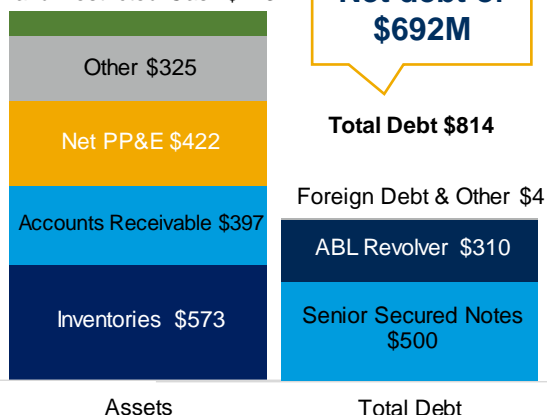 $692M
Other $325
Total Debt $814
Net PP&E $422
Foreign Debt & Other $4
Accounts Receivable $397
ABL Revolver $310
Inventories $573
Senior Secured Notes
$500
Assets
Total Debt